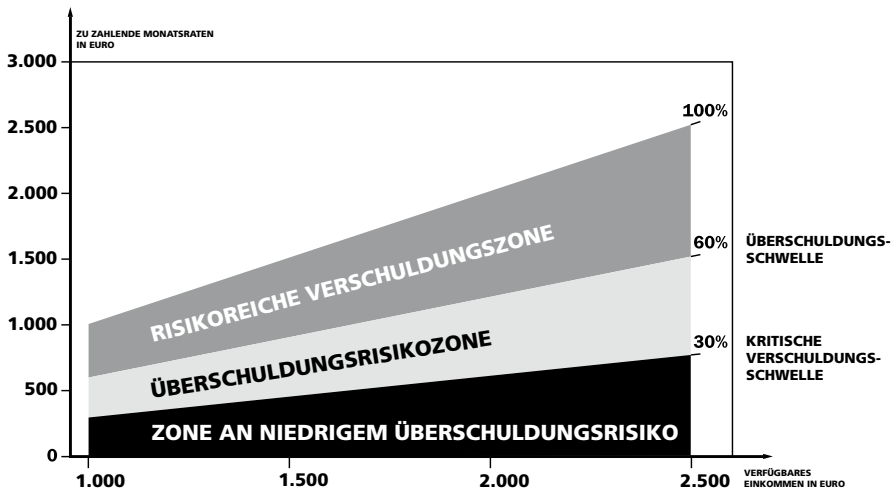 ZU ZAHLENDE MONATSRATEN
IN EURO
3.000
2.500
2.000
1.500
1.000
500
0
100%
60%
30%
ÜBERSCHULDUNGS-
SCHWELLE
KRITISCHE
VERSCHULDUNGS-
SCHWELLE
RISIKOREICHE VERSCHULDUNGSZONE
ÜBERSCHULDUNGSRISIKOZONE
ZONE AN NIEDRIGEM ÜBERSCHULDUNGSRISIKO
1.000
1.500
2.000
2.500
VERFÜGBARES
EINKOMMEN IN EURO